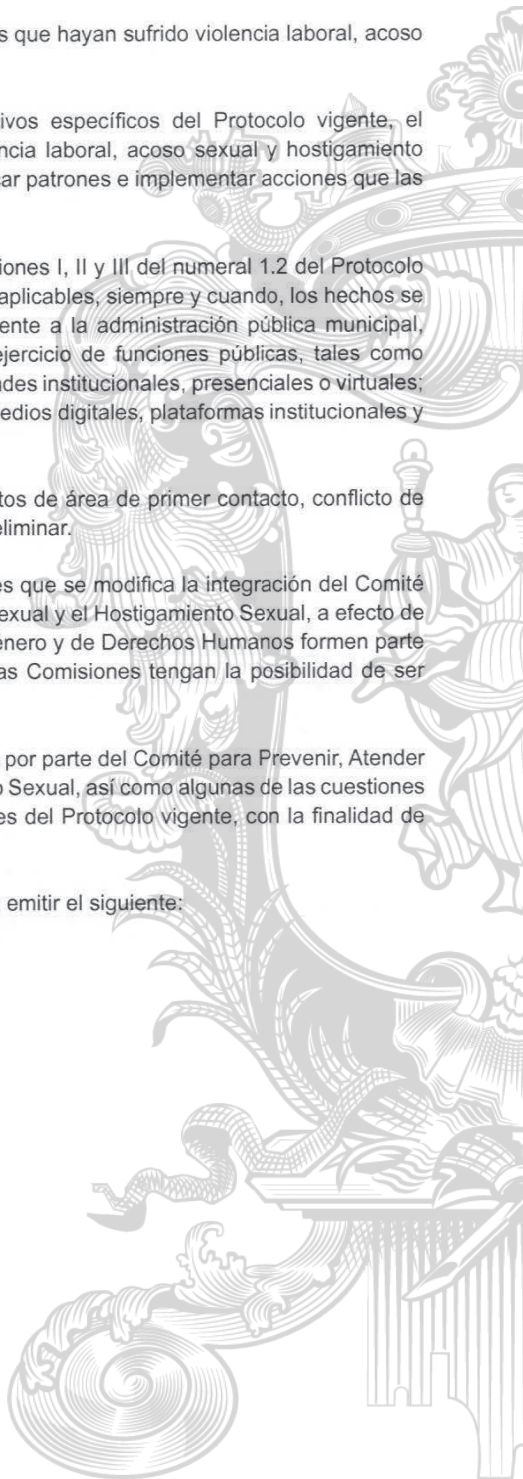 s que hayan sufrido violencia laboral, acoso
ivos específicos del Protocolo vigente, el
ncia laboral, acoso sexual y hostigamiento
car patrones e implementar acciones que las
iones I, II y III del numeral 1.2 del Protocolo
aplicables, siempre y cuando, los hechos se
ente a la administración pública municipal,
ejercicio de funciones públicas, tales como
des institucionales, presenciales o virtuales;
edios digitales, plataformas institucionales y
tos de área de primer contacto, conflicto de
eliminar.
es que se modifica la integración del Comité
exual y el Hostigamiento Sexual, a efecto de
énero y de Derechos Humanos formen parte
as Comisiones tengan la posibilidad de ser
por parte del Comité para Prevenir, Atender
o Sexual, así como algunas de las cuestiones
es del Protocolo vigente, con la finalidad de
emitir el siguiente: